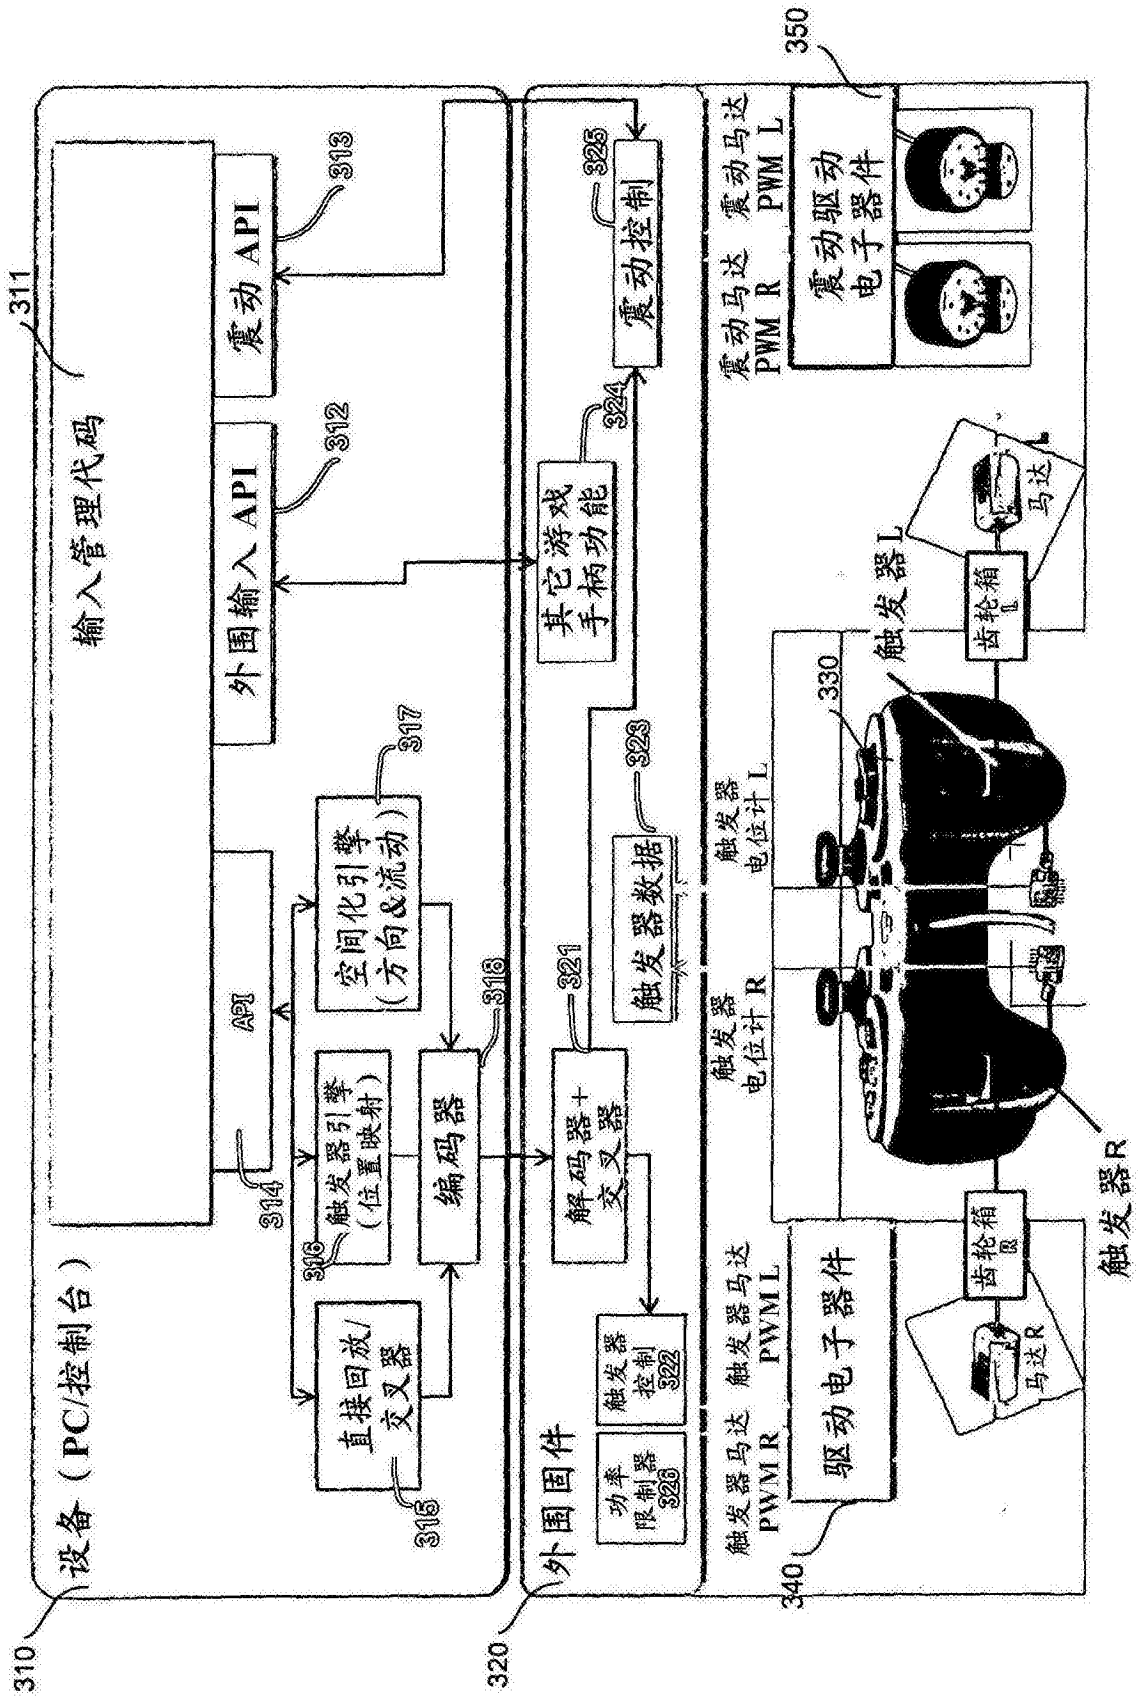 310
设备（PC/控制台）
311
输入管理代码
314
API
外围输入 API
312
震动 API
313
直接回放/
交叉器
315
316
触发器引擎
（位置映射）
空间化引擎
（方向&流动）
317
编码器
318
320
外围固件
功率
限制器
326
触发器
控制
322
解码器＋
交叉器
321
触发器数据
323
其它游戏
手柄功能
324
震动控制
325
触发器马达
PWM R
触发器马达
PWM L
触发器
电位计 R
触发器
电位计 L
震动马达
PWM R
震动马达
PWM L
340
驱动电子器件
330
震动驱动
电子器件
350
马达R
齿轮箱
R
触发器R
触发器L
齿轮箱
L
马达
L